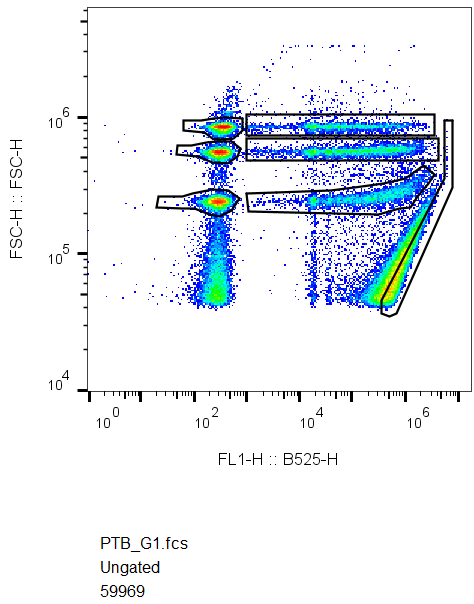 10^6
10^5
10^4
FSC-H :: FSC-H
10^0 10^2 10^4 10^6
FL1-H :: B525-H
PTB_G1.fcs
Ungated
59969